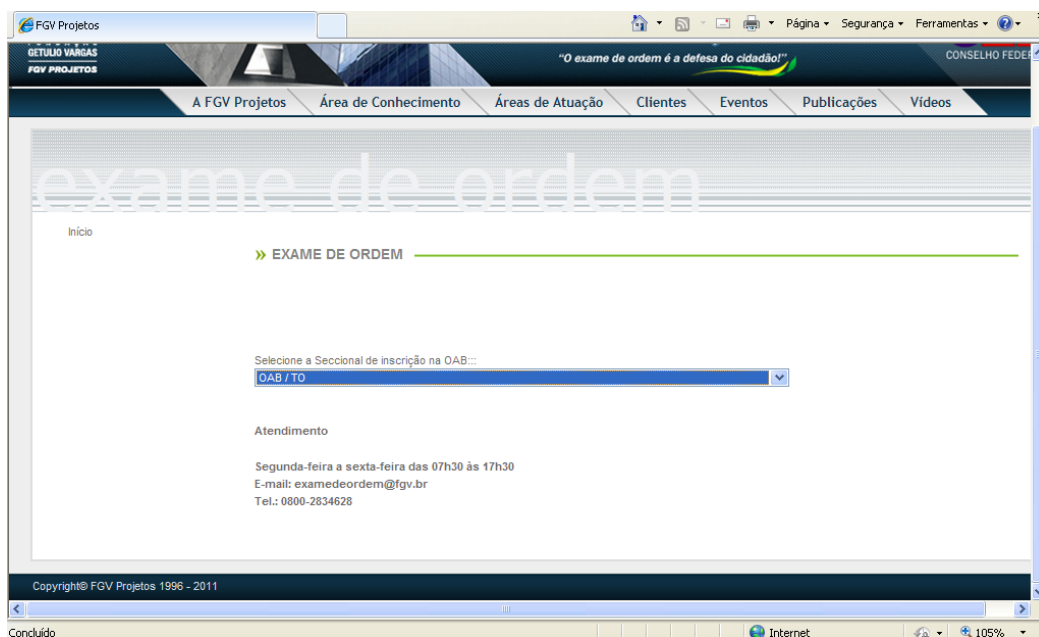 FGV Projetos
Página
Segurança
Ferramentas
GETULIO VARGAS
FGV PROJETOS
"O exame de ordem é a defesa do cidadão!"
CONSELHO FEDE
A FGV Projetos
Área de Conhecimento
Áreas de Atuação
Clientes
Eventos
Publicações
Vídeos
exame de ordem
Início
» EXAME DE ORDEM
Selecione a Seccional de inscrição na OAB:::
OAB / TO
Atendimento
Segunda-feira a sexta-feira das 07h30 às 17h30
E-mail: examedeordem@fgv.br
Tel.: 0800-2834628
Copyright© FGV Projetos 1996 - 2011
Concluído
Internet
105%